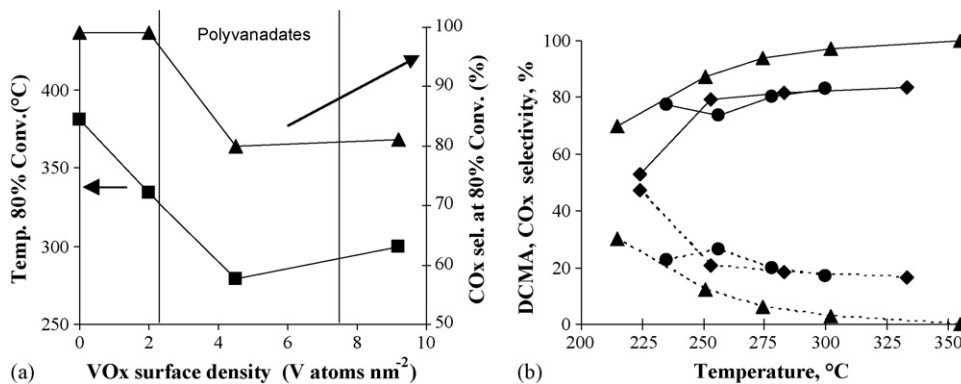 Polyvanadates
Temp. 80% Conv.(°C)
400
350
300
250
100
90
80
70
60
50
COx sel. at 80% Conv. (%)
0 2 4 6 8 10
(a) VOx surface density (V atoms nm-2)
DCMA, COx selectivity, %
100
80
60
40
20
0
200 225 250 275 300 325 350
(b) Temperature, °C